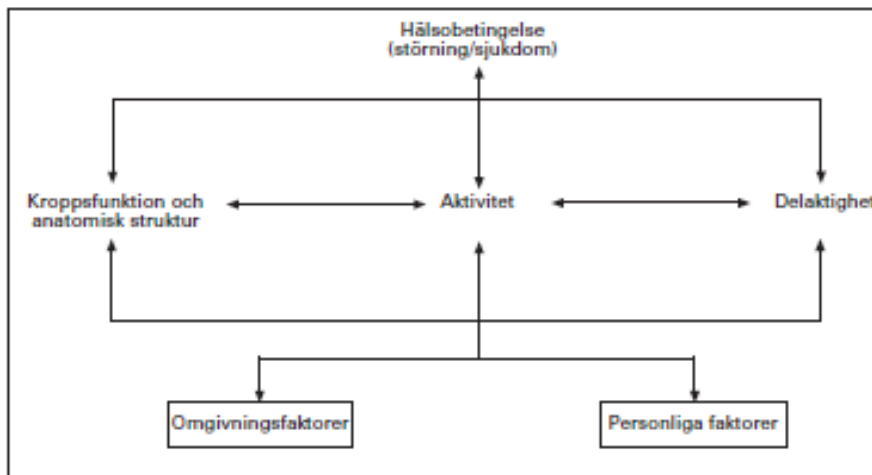 Hälsobetingelse
(störning/sjukdom)
Kroppsfunktion och
anatomisk struktur
Aktivitet
Delaktighet
Omgivningsfaktorer
Personliga faktorer